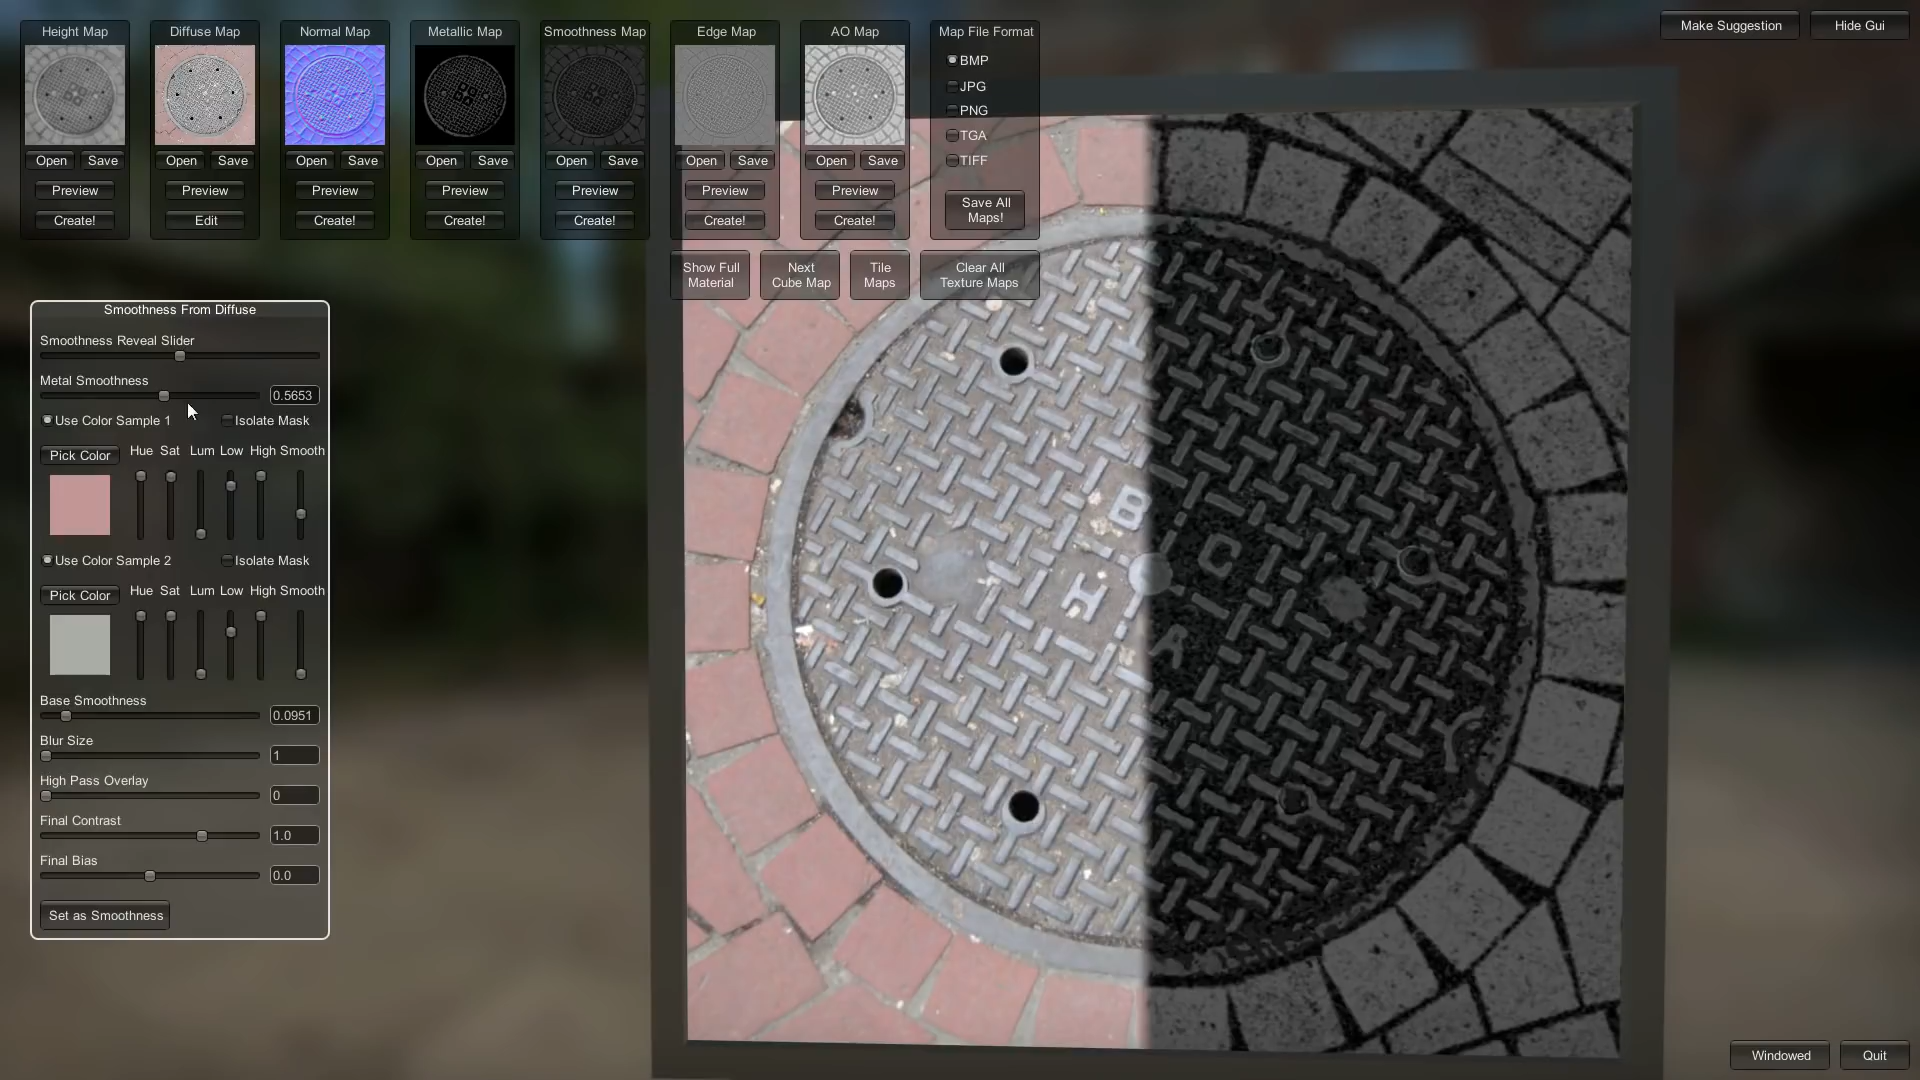 Height Map
Diffuse Map
Normal Map
Metallic Map
Smoothness Map
Edge Map
AO Map
Map File Format
Make Suggestion
Hide Gui
BMP
JPG
PNG
TGA
TIFF
Open Save
Open Save
Open Save
Open Save
Open Save
Open Save
Open Save
Preview
Preview
Preview
Preview
Preview
Preview
Preview
Create!
Edit
Create!
Create!
Create!
Create!
Create!
Save All
Maps!
Show Full
Material
Next
Cube Map
Tile
Maps
Clear All
Texture Maps
Smoothness From Diffuse
Smoothness Reveal Slider
Metal Smoothness
0.5653
Use Color Sample 1
Isolate Mask
Pick Color
Hue Sat Lum Low High Smooth
Use Color Sample 2
Isolate Mask
Pick Color
Hue Sat Lum Low High Smooth
Base Smoothness
0.0951
Blur Size
1
High Pass Overlay
0
Final Contrast
1.0
Final Bias
0.0
Set as Smoothness
B
C
H
A
Windowed
Quit